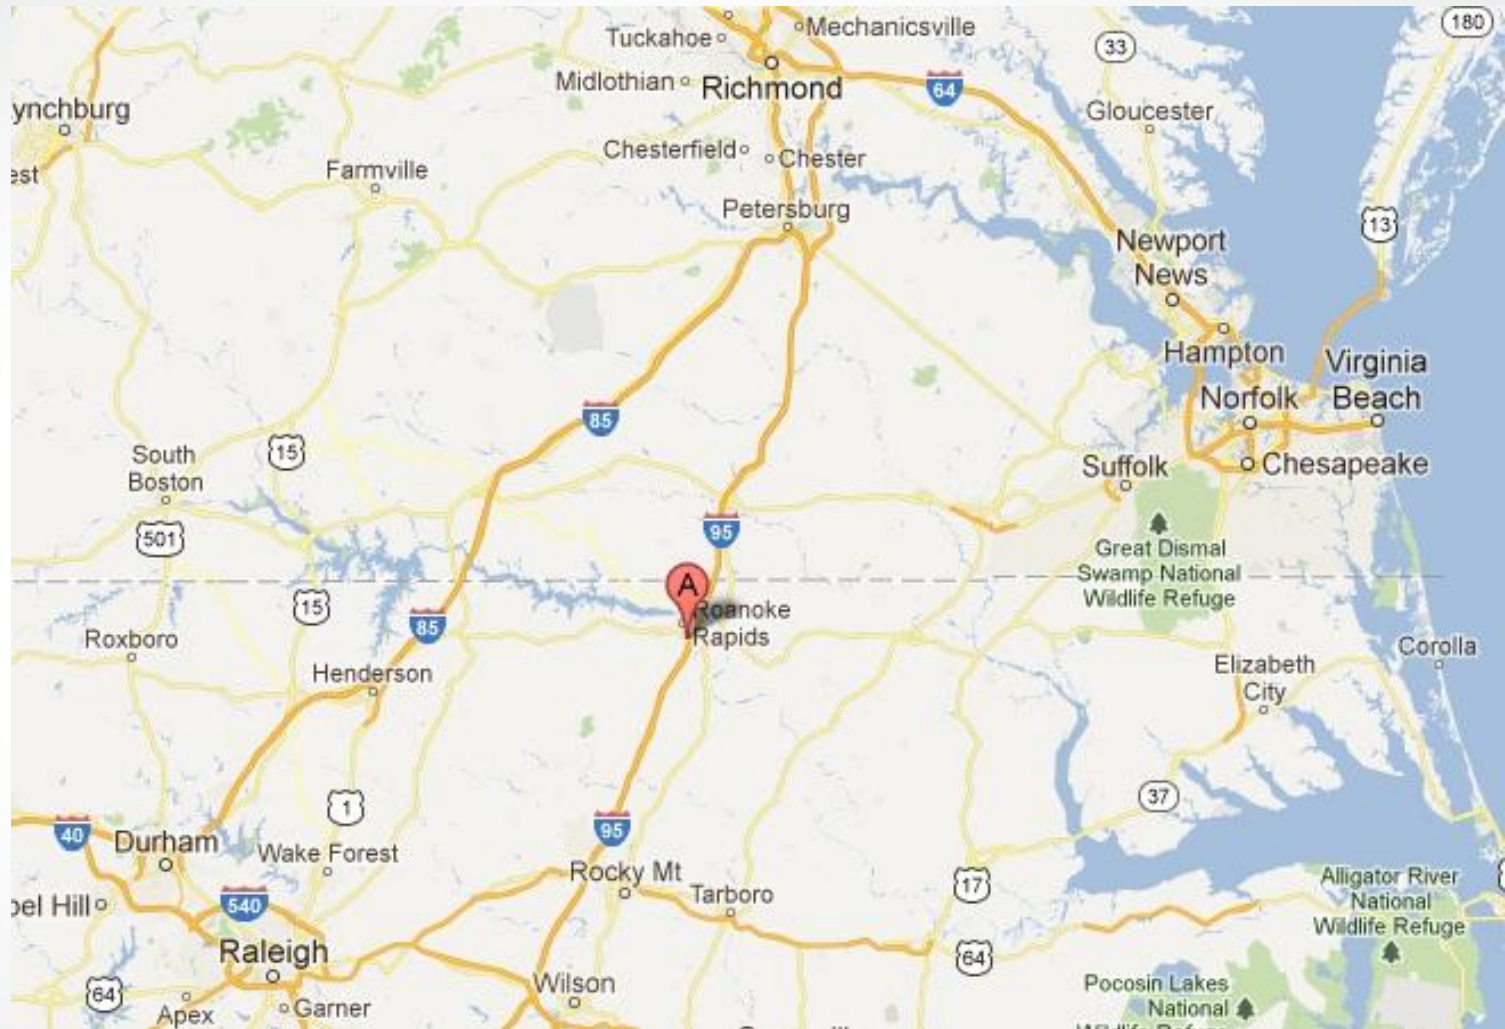 180
Tuckahoe
Mechanicsville
33
Midlothian
Richmond
64
ynchburg
Gloucester
Chesterfield
Chester
est
Farmville
Petersburg
13
Newport
News
Hampton
Virginia
Beach
Norfolk
85
South
Boston
15
Suffolk
Chesapeake
501
95
Great Dismal
Swamp National
Wildlife Refuge
A
Roanoke
Rapids
15
85
Roxboro
Corolla
Henderson
Elizabeth
City
37
1
40
Durham
95
Wake Forest
Rocky Mt
17
Tarboro
Alligator River
National
Wildlife Refuge
pel Hill
540
Raleigh
64
Wilson
Pocosin Lakes
National
Wildlife Refuge
64
Apex
Garner